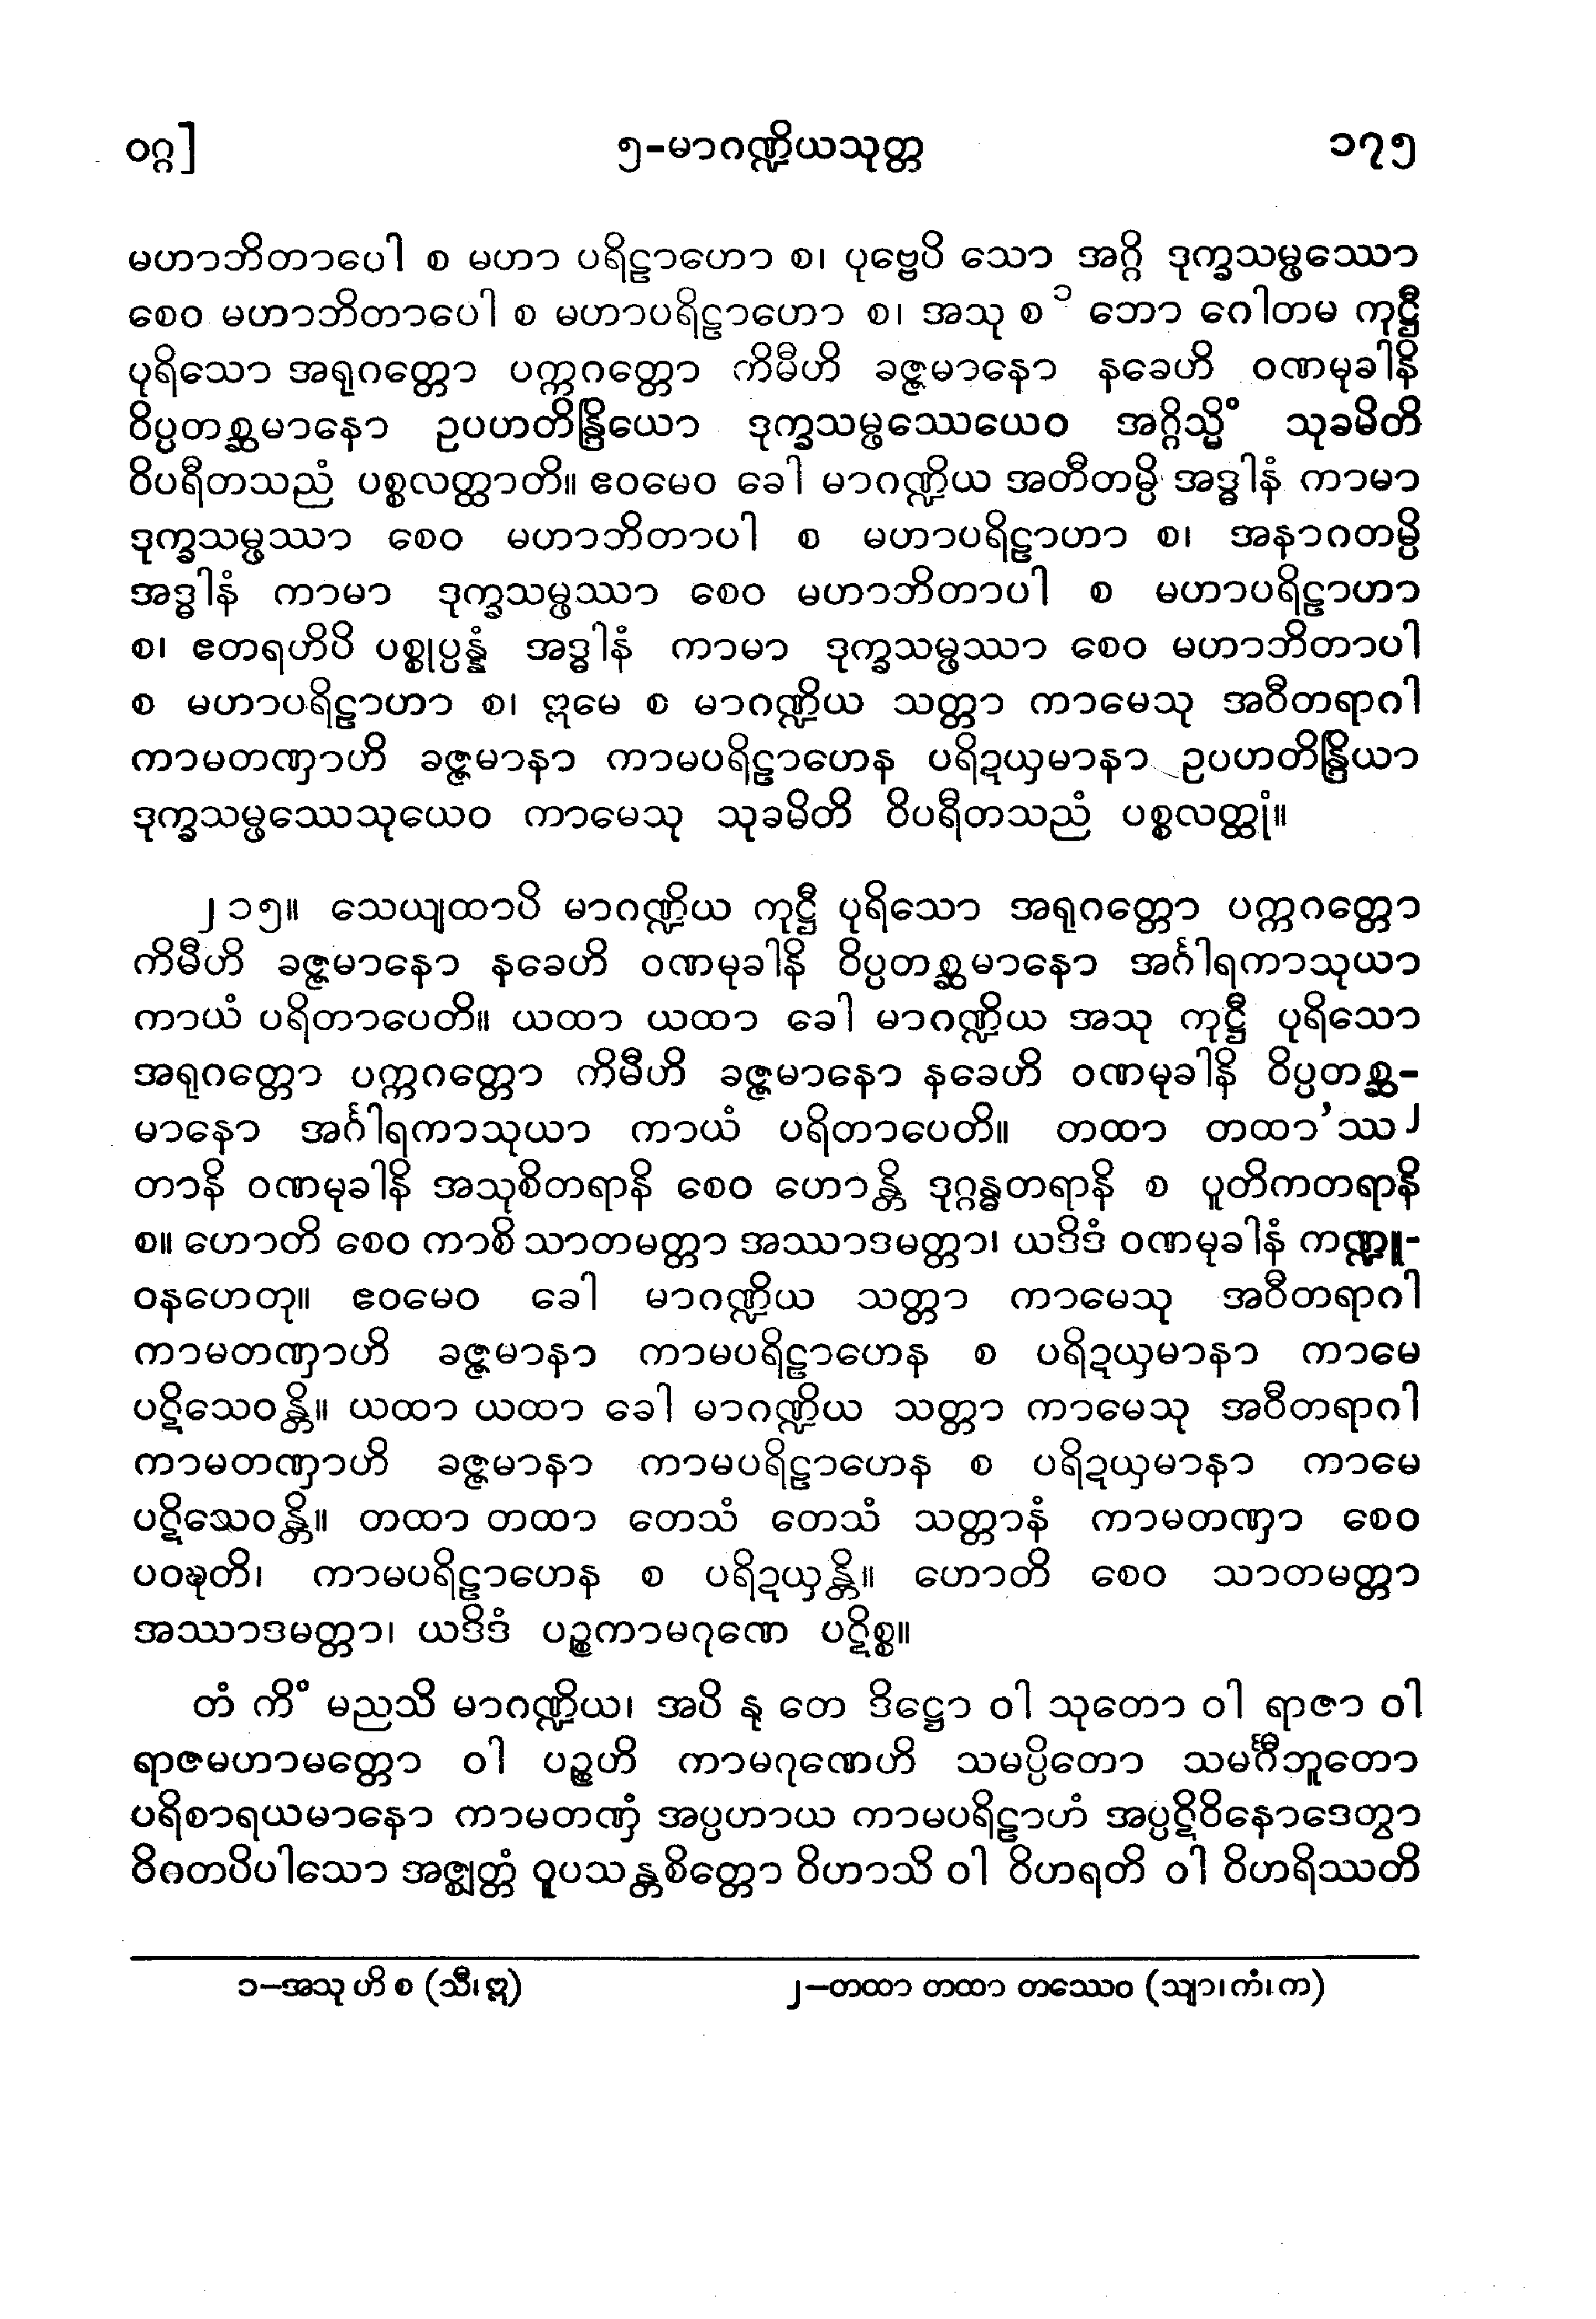 ဝဂ္ဂ]
၅-မာဂဏ္ဍိယသုတ္တ
၁၇၅
မဟာဘိတာပေါ စ မဟာ ပရိဠာဟော စ၊ ပုဗ္ဗေပိ သော အဂ္ဂိ ဒုက္ခသမ္ဖဿော
စေဝ မဟာဘိတာပေါ စ မဟာပရိဠာဟော စ၊ အသု စ ၁ ဘော ဂေါတမ ကုဋ္ဌီ
ပုရိသော အရုဂတ္တော ပက္ကဂတ္တော ကိမီဟိ ခဇ္ဇမာနော နခေဟိ ဝဏမုခါနိ
ဝိပ္ပတစ္ဆမာနော ဥပဟတိန္ဒြိယော ဒုက္ခသမ္ဖဿေယေဝ အဂ္ဂိသ္မိံ သုခမိတိ
ဝိပရီတသညံ ပစ္စလတ္ထာတိ။ ဧဝမေဝ ခေါ မာဂဏ္ဍိယ အတီတမ္ပိ အဒ္ဓါနံ ကာမာ
ဒုက္ခသမ္ဖဿာ စေဝ မဟာဘိတာပါ စ မဟာပရိဠာဟာ စ၊ အနာဂတမ္ပိ
အဒ္ဓါနံ ကာမာ ဒုက္ခသမ္ဖဿာ စေဝ မဟာဘိတာပါ စ မဟာပရိဠာဟာ
စ၊ ဧတရဟိပိ ပစ္စုပ္ပန္နံ အဒ္ဓါနံ ကာမာ ဒုက္ခသမ္ဖဿာ စေဝ မဟာဘိတာပါ
စ မဟာပရိဠာဟာ စ၊ ဣမေ စ မာဂဏ္ဍိယ သတ္တာ ကာမေသု အဝီတရာဂါ
ကာမတဏှာဟိ ခဇ္ဇမာနာ ကာမပရိဠာဟေန ပရိဍယှမာနာ ဥပဟတိန္ဒြိယာ
ဒုက္ခသမ္ဖဿေသုယေဝ ကာမေသု သုခမိတိ ဝိပရီတသညံ ပစ္စလတ္ထုံ။
၂၁၅။ သေယျထာပိ မာဂဏ္ဍိယ ကုဋ္ဌီ ပုရိသော အရုဂတ္တော ပက္ကဂတ္တော
ကိမီဟိ ခဇ္ဇမာနော နခေဟိ ဝဏမုခါနိ ဝိပ္ပတစ္ဆမာနော အင်္ဂါရကာသုယာ
ကာယံ ပရိတာပေတိ။ ယထာ ယထာ ခေါ မာဂဏ္ဍိယ အသု ကုဋ္ဌီ ပုရိသော
အရုဂတ္တော ပက္ကဂတ္တော ကိမီဟိ ခဇ္ဇမာနော နခေဟိ ဝဏမုခါနိ ဝိပ္ပတစ္ဆ-
မာနော အင်္ဂါရကာသုယာ ကာယံ ပရိတာပေတိ။ တထာ တထာ’ဿ ၂
တာနိ ဝဏမုခါနိ အသုစိတရာနိ စေဝ ဟောန္တိ ဒုဂ္ဂန္ဓတရာနိ စ ပူတိကတရာနိ
စ။ ဟောတိ စေဝ ကာစိ သာတမတ္တာ အဿာဒမတ္တာ၊ ယဒိဒံ ဝဏမုခါနံ ကဏ္ဍူ-
ဝနဟေတု။ ဧဝမေဝ ခေါ မာဂဏ္ဍိယ သတ္တာ ကာမေသု အဝီတရာဂါ
ကာမတဏှာဟိ ခဇ္ဇမာနာ ကာမပရိဠာဟေန စ ပရိဍယှမာနာ ကာမေ
ပဋိသေဝန္တိ။ ယထာ ယထာ ခေါ မာဂဏ္ဍိယ သတ္တာ ကာမေသု အဝီတရာဂါ
ကာမတဏှာဟိ ခဇ္ဇမာနာ ကာမပရိဠာဟေန စ ပရိဍယှမာနာ ကာမေ
ပဋိသေဝန္တိ။ တထာ တထာ တေသံ တေသံ သတ္တာနံ ကာမတဏှာ စေဝ
ပဝဍ္ဎတိ၊ ကာမပရိဠာဟေန စ ပရိဍယှန္တိ။ ဟောတိ စေဝ သာတမတ္တာ
အဿာဒမတ္တာ၊ ယဒိဒံ ပဉ္စကာမဂုဏေ ပဋိစ္စ။
တံ ကိံ မညသိ မာဂဏ္ဍိယ၊ အပိ နု တေ ဒိဋ္ဌော ဝါ သုတော ဝါ ရာဇာ ဝါ
ရာဇမဟာမတ္တော ဝါ ပဉ္စဟိ ကာမဂုဏေဟိ သမပ္ပိတော သမင်္ဂီဘူတော
ပရိစာရယမာနော ကာမတဏှံ အပ္ပဟာယ ကာမပရိဠာဟံ အပ္ပဋိဝိနောဒေတွာ
ဝိဂတပိပါသော အဇ္ဈတ္တံ ဝူပသန္တစိတ္တော ဝိဟာသိ ဝါ ဝိဟရတိ ဝါ ဝိဟရိဿတိ
၁−အသု ဟိ စ (သီ၊ ဣ)
၂−တထာ တထာ တဿေဝ (သျာ၊ ကံ၊ က)